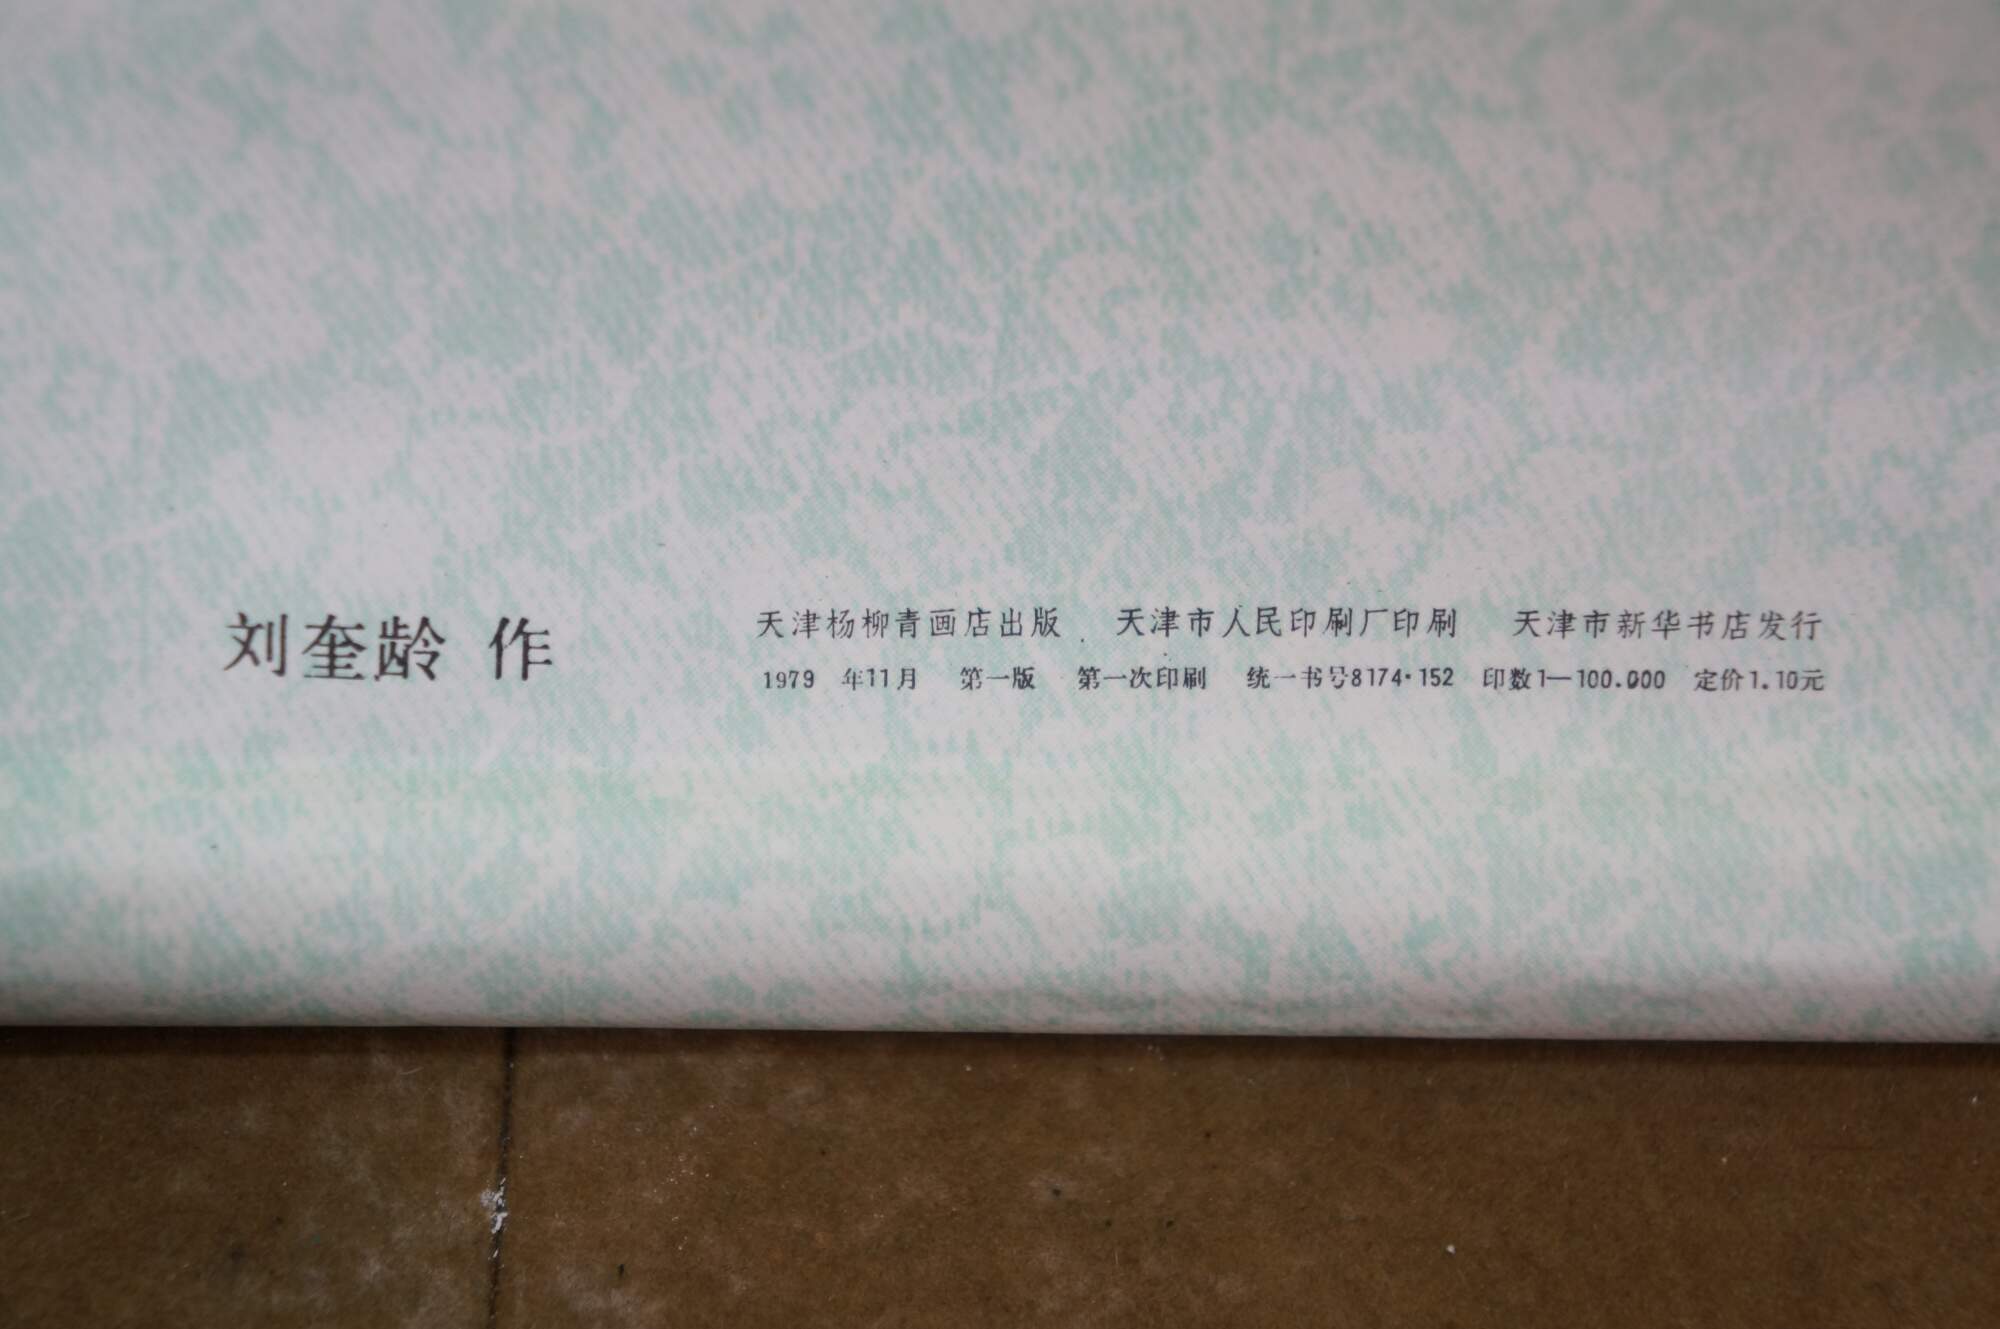 刘奎龄 作
天津杨柳青画店出版 天津市人民印刷厂印刷 天津市新华书店发行
1979 年11月 第一版 第一次印刷 统一书号8174·152 印数1—100.000 定价1.10元